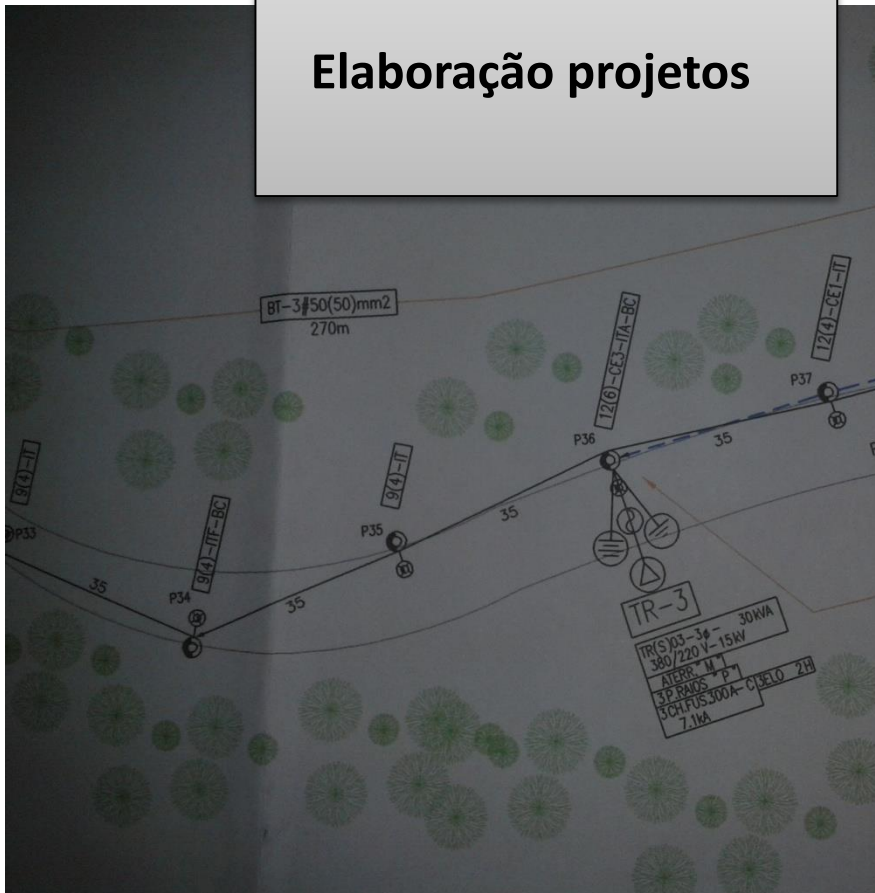 Elaboração projetos
BT-3#50(50)mm2
270m
12(6)-CE3-ITA-BC
12(4)-CE1-IT
P37
P36
35
9(4)-IT
9(4)-IT
P33
9(4)-ITF-BC
P35
35
35
P34
35
TR-3
TR(S)03-3ø- 30kVA
380/220 V-15kV
ATERR."M"
3P.RAIOS "P"
3CH.FUS.300A-C 3ELO 2H
7.1kA